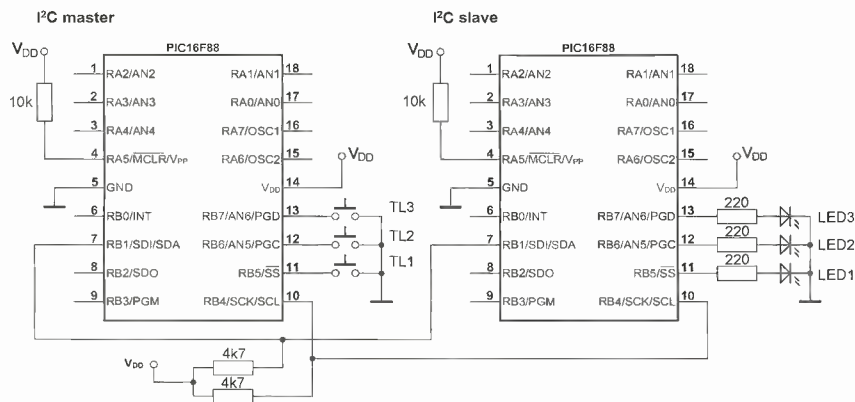 I²C master
I²C slave
PIC16F88
VDD
10k
1 RA2/AN2
2 RA3/AN3
3 RA4/AN4
4 RA5/MCLR/VPP
5 GND
6 RB0/INT
7 RB1/SDI/SDA
8 RB2/SDO
9 RB3/PGM
RA1/AN1 18
RA0/AN0 17
RA7/OSC1 16
RA6/OSC2 15
VDD 14
RB7/AN6/PGD 13
RB6/AN5/PGC 12
RB5/SS 11
RB4/SCK/SCL 10
VDD
TL3
TL2
TL1
PIC16F88
VDD
10k
1 RA2/AN2
2 RA3/AN3
3 RA4/AN4
4 RA5/MCLR/VPP
5 GND
6 RB0/INT
7 RB1/SDI/SDA
8 RB2/SDO
9 RB3/PGM
RA1/AN1 18
RA0/AN0 17
RA7/OSC1 16
RA6/OSC2 15
VDD 14
RB7/AN6/PGD 13
RB6/AN5/PGC 12
RB5/SS 11
RB4/SCK/SCL 10
VDD
220
LED3
220
LED2
220
LED1
VDD
4k7
4k7